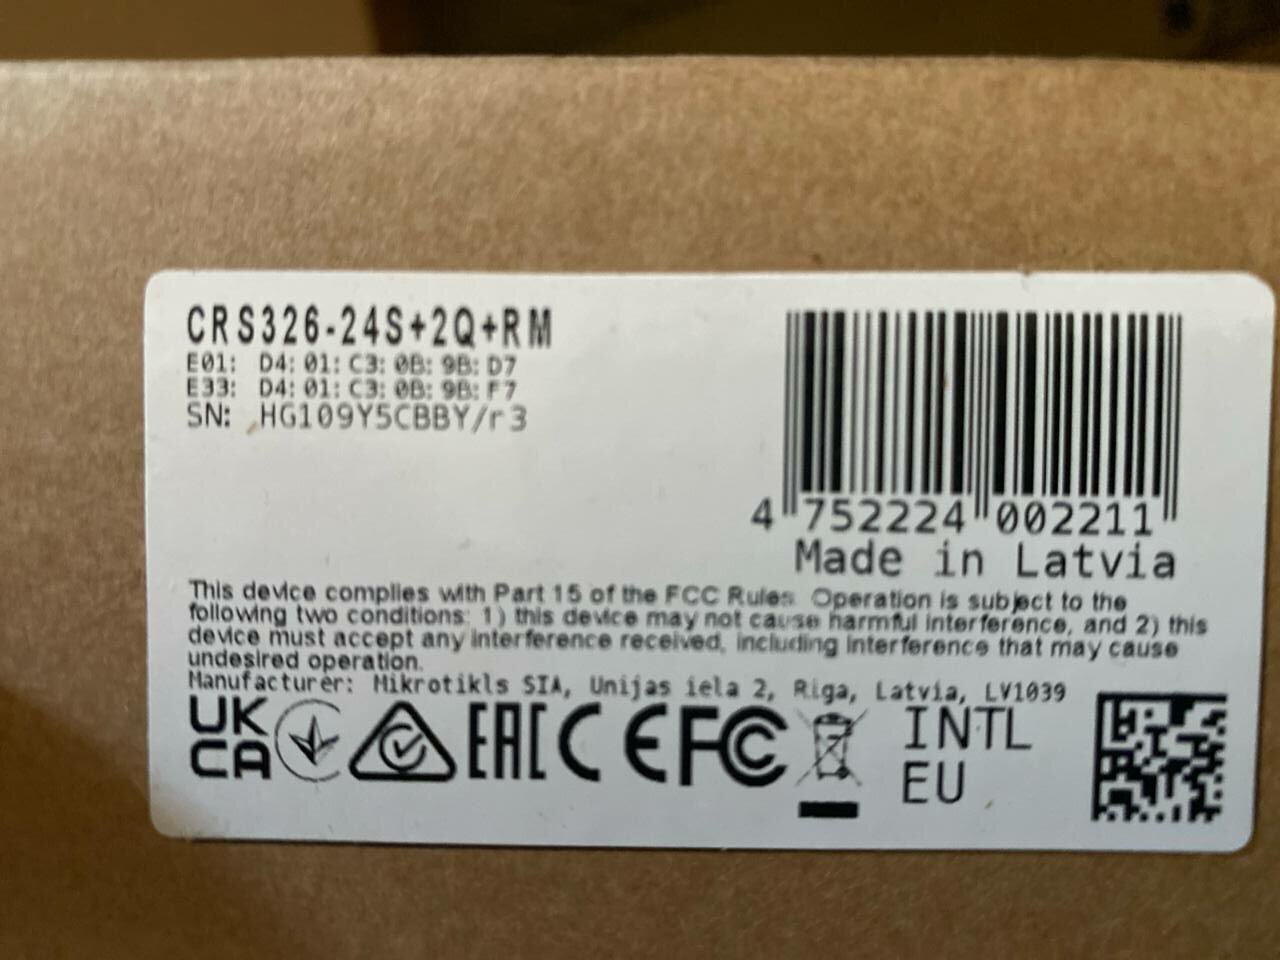 CRS326-24S+2Q+RM
E01: D4:01:C3:0B:9B:D7
E33: D4:01:C3:0B:9B:F7
SN: HG109Y5CBBY/r3
4 752224 002211
Made in Latvia
This device complies with Part 15 of the FCC Rules. Operation is subject to the
following two conditions: 1) this device may not cause harmful interference, and 2) this
device must accept any interference received, including interference that may cause
undesired operation.
Manufacturer: Mikrotikls SIA, Unijas iela 2, Riga, Latvia, LV1039
UK
CA
EAC
CE
FC
INTL
EU